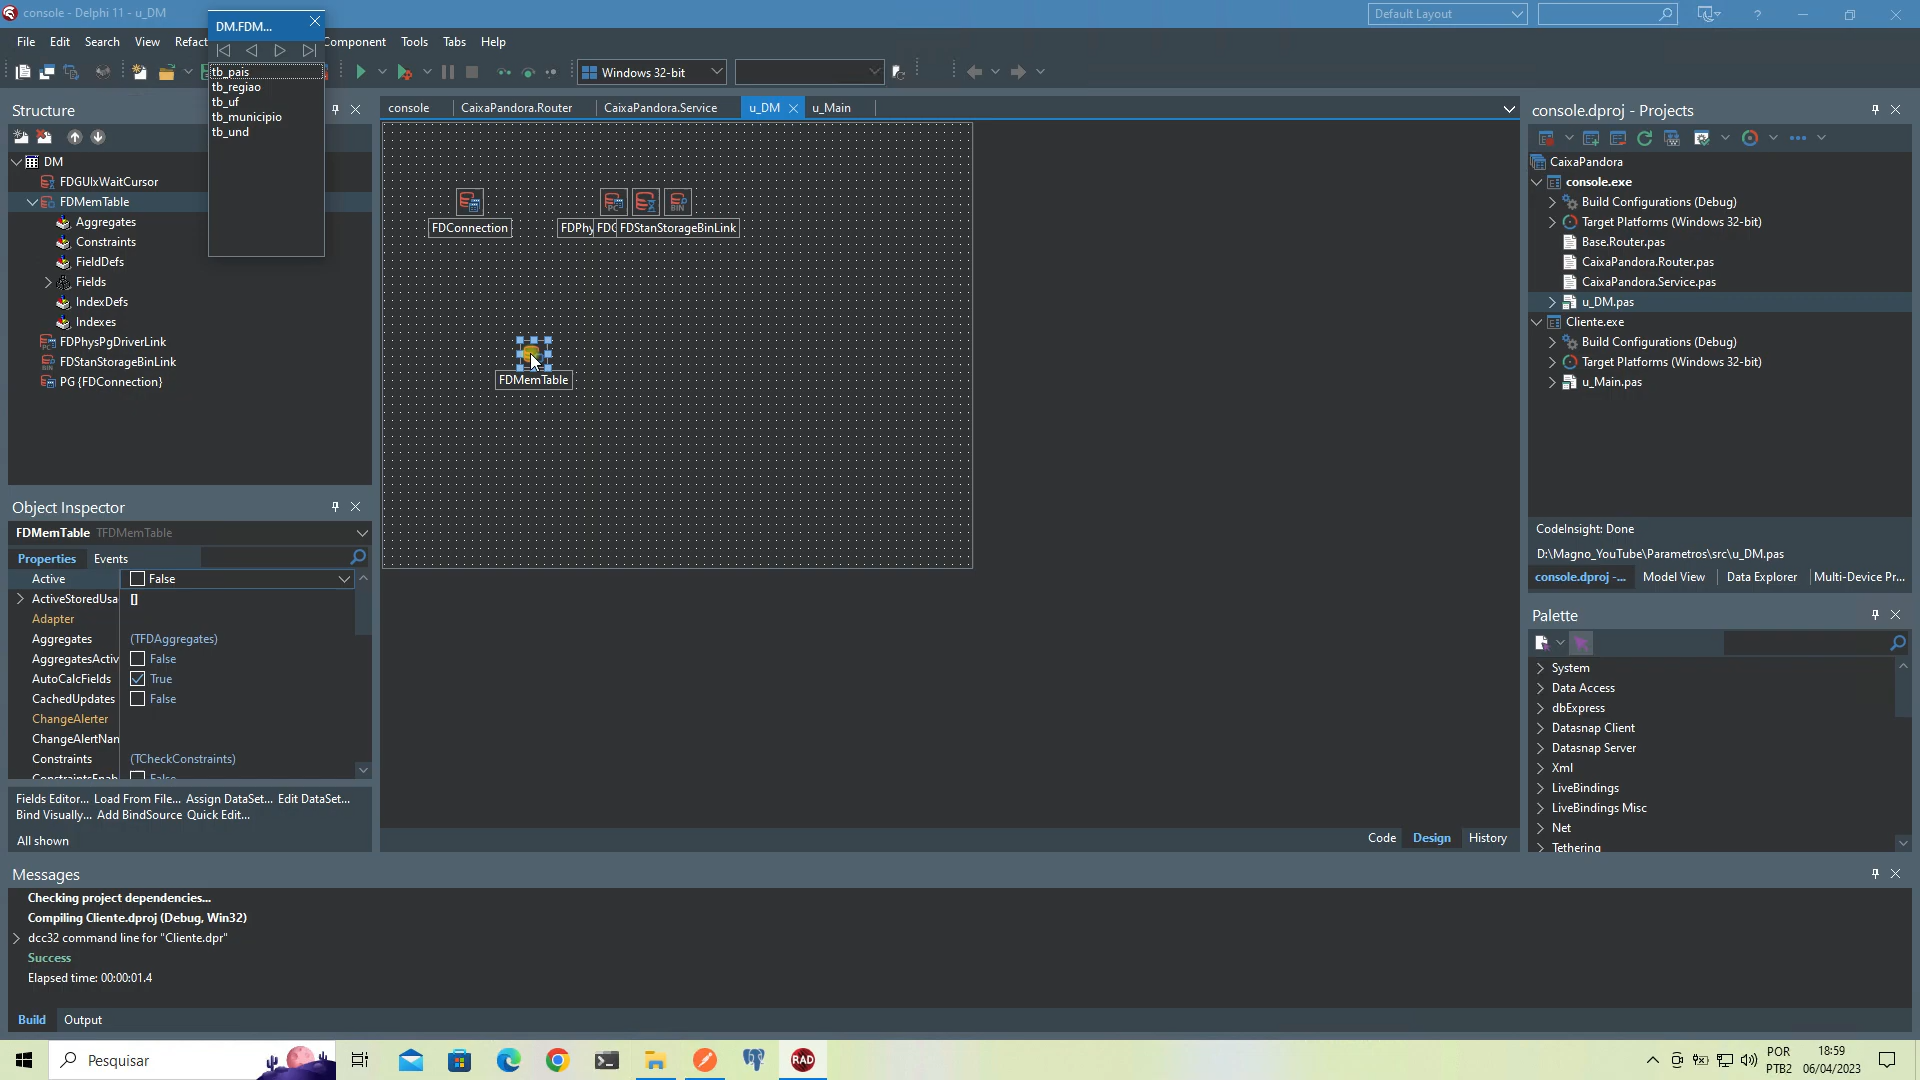 console - Delphi 11 - u_DM
Default Layout
DM.FDM...
tb_pais
tb_regiao
tb_uf
tb_municipio
tb_und
File Edit Search View Refact Component Tools Tabs Help
Windows 32-bit
Structure
DM
FDGUIxWaitCursor
FDMemTable
Aggregates
Constraints
FieldDefs
Fields
IndexDefs
Indexes
FDPhysPgDriverLink
FDStanStorageBinLink
PG {FDConnection}
console CaixaPandora.Router CaixaPandora.Service u_DM u_Main
FDConnection FDPhy FDG FDStanStorageBinLink
FDMemTable
Code Design History
Object Inspector
FDMemTable TFDMemTable
Properties Events
Active False
ActiveStoredUsa []
Adapter
Aggregates (TFDAggregates)
AggregatesActiv False
AutoCalcFields True
CachedUpdates False
ChangeAlerter
ChangeAlertNan
Constraints (TCheckConstraints)
ConstraintsEnab False
Fields Editor... Load From File... Assign DataSet... Edit DataSet...
Bind Visually... Add BindSource Quick Edit...
All shown
console.dproj - Projects
CaixaPandora
console.exe
Build Configurations (Debug)
Target Platforms (Windows 32-bit)
Base.Router.pas
CaixaPandora.Router.pas
CaixaPandora.Service.pas
u_DM.pas
Cliente.exe
Build Configurations (Debug)
Target Platforms (Windows 32-bit)
u_Main.pas
CodeInsight: Done
D:\Magno_YouTube\Parametros\src\u_DM.pas
console.dproj -... Model View Data Explorer Multi-Device Pr...
Palette
System
Data Access
dbExpress
Datasnap Client
Datasnap Server
Xml
LiveBindings
LiveBindings Misc
Net
Tethering
Messages
Checking project dependencies...
Compiling Cliente.dproj (Debug, Win32)
dcc32 command line for "Cliente.dpr"
Success
Elapsed time: 00:00:01.4
Build Output
Pesquisar
RAD
POR
PTB2
18:59
06/04/2023